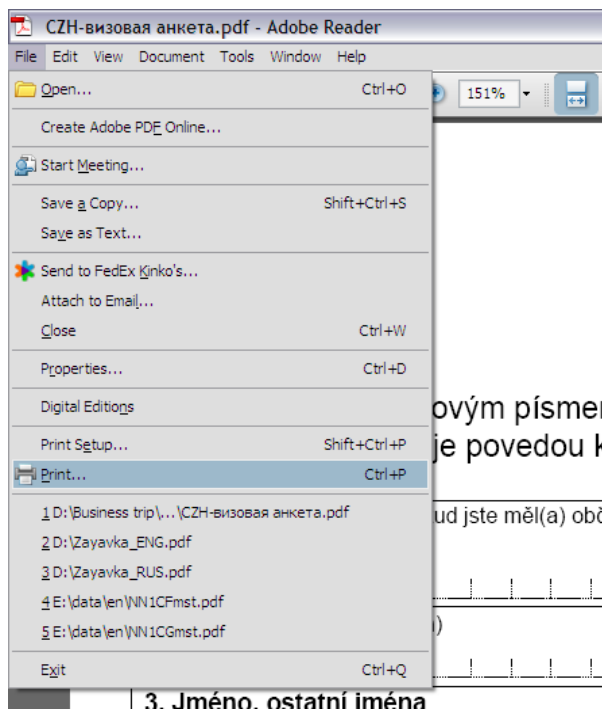 CZH-визовая анкета.pdf - Adobe Reader
File Edit View Document Tools Window Help
151%
Open... Ctrl+O
Create Adobe PDF Online...
Start Meeting...
Save a Copy... Shift+Ctrl+S
Save as Text...
Send to FedEx Kinko's...
Attach to Email...
Close Ctrl+W
Properties... Ctrl+D
Digital Editions
Print Setup... Shift+Ctrl+P
Print... Ctrl+P
1 D:\Business trip\...\CZH-визовая анкета.pdf
2 D:\Zayavka_ENG.pdf
3 D:\Zayavka_RUS.pdf
4 E:\data\en\NN1CFmst.pdf
5 E:\data\en\NN1CGmst.pdf
Exit Ctrl+Q
ovým písmen
je povedou k
ud jste měl(a) obč
)
3. Jméno, ostatní jména